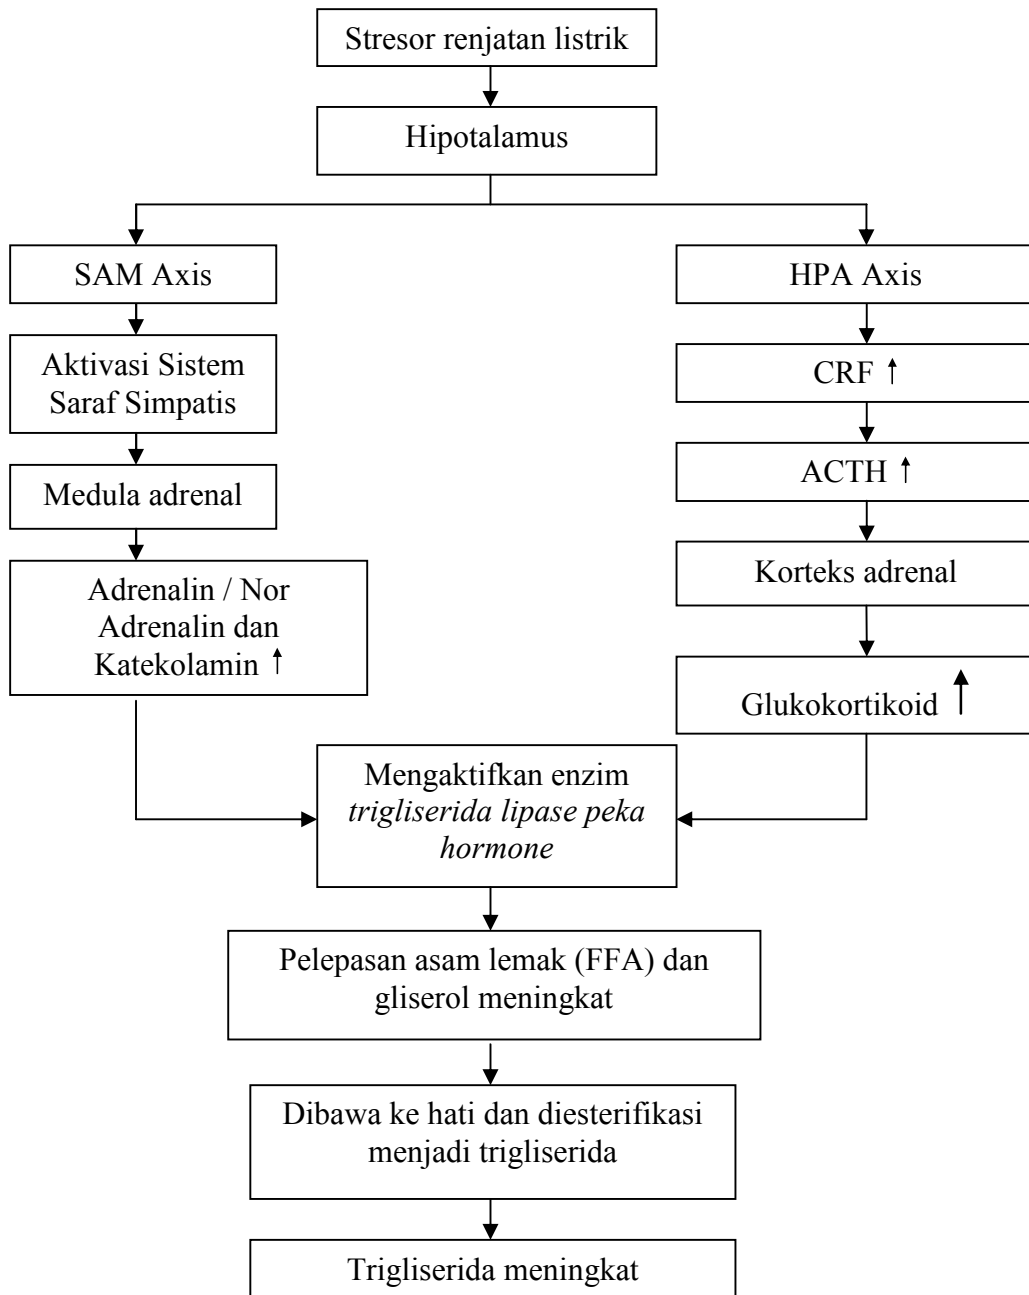 Stresor renjatan listrik
Hipotalamus
SAM Axis
HPA Axis
Aktivasi Sistem
Saraf Simpatis
CRF ↑
Medula adrenal
ACTH ↑
Adrenalin / Nor
Adrenalin dan
Katekolamin ↑
Korteks adrenal
Glukokortikoid ↑
Mengaktifkan enzim
trigliserida lipase peka
hormone
Pelepasan asam lemak (FFA) dan
gliserol meningkat
Dibawa ke hati dan diesterifikasi
menjadi trigliserida
Trigliserida meningkat